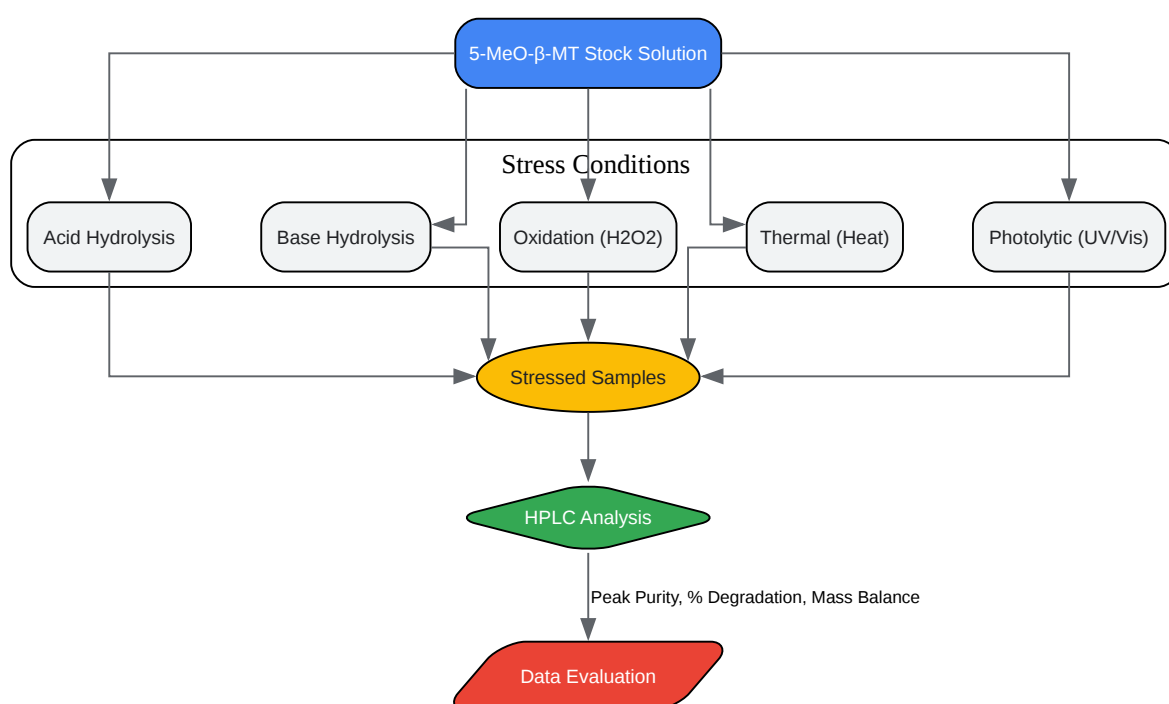 5-MeO-β-MT Stock Solution
Stress Conditions
Acid Hydrolysis
Base Hydrolysis
Oxidation (H2O2)
Thermal (Heat)
Photolytic (UV/Vis)
Stressed Samples
HPLC Analysis
Peak Purity, % Degradation, Mass Balance
Data Evaluation